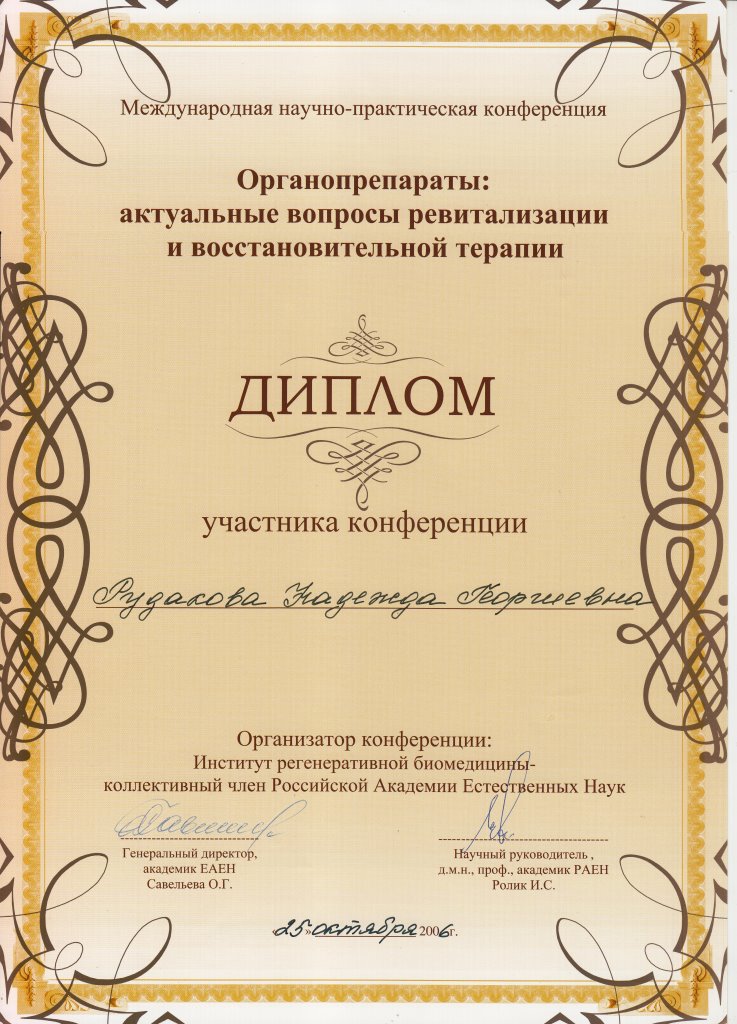 Международная научно-практическая конференция
Органопрепараты:
актуальные вопросы ревитализации
и восстановительной терапии
ДИПЛОМ
участника конференции
Рудакова Надежда Георгиевна
Организатор конференции:
Институт регенеративной биомедицины-
коллективный член Российской Академии Естественных Наук
Генеральный директор,
академик ЕАЕН
Савельева О.Г.
Научный руководитель ,
д.м.н., проф., академик РАЕН
Ролик И.С.
«25» октября 2006г.